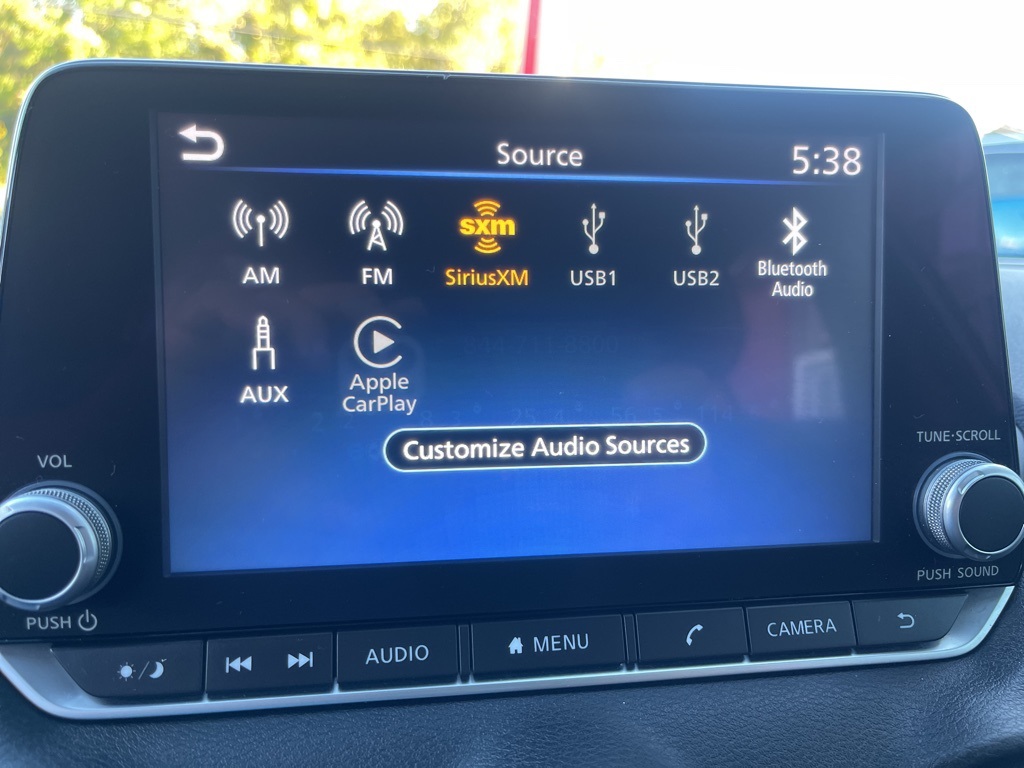 Source
5:38
AM
FM
sxm
SiriusXM
USB1
USB2
Bluetooth
Audio
AUX
Apple
CarPlay
Customize Audio Sources
VOL
TUNE·SCROLL
PUSH
PUSH SOUND
AUDIO
MENU
CAMERA